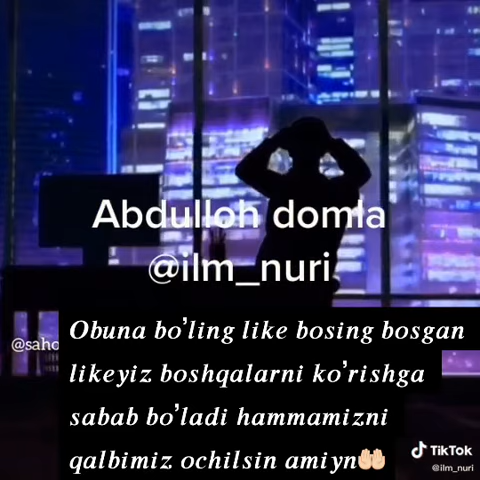 Abdulloh domla
@ilm_nuri
Obuna bo'ling like bosing bosgan
@saho
likeyiz boshqalarni ko'rishga
sabab bo'ladi hammamizni
qalbimiz ochilsin amiyn🤲🏻
TikTok
@ilm_nuri